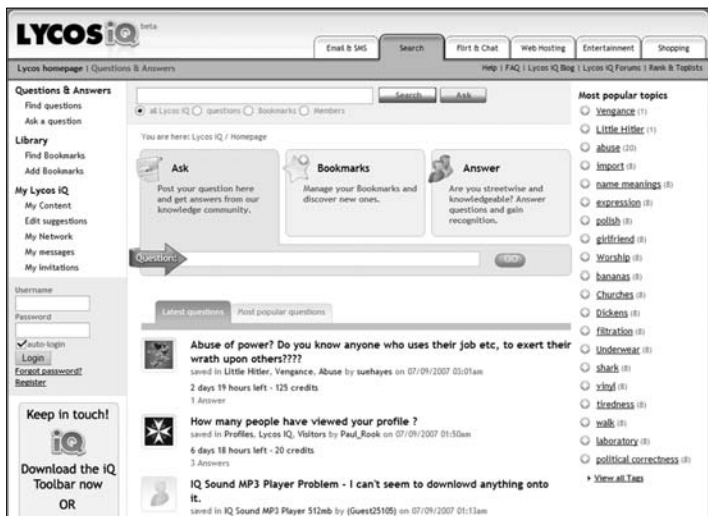 LYCOS iQ beta
Email & SMS
Search
Flirt & Chat
Web Hosting
Entertainment
Shopping
Lycos homepage | Questions & Answers
Help | FAQ | Lycos iQ Blog | Lycos iQ Forums | Rank & Toplists
Questions & Answers
Find questions
Ask a question
Library
Find Bookmarks
Add Bookmarks
My Lycos iQ
My Content
Edit suggestions
My Network
My messages
My invitations
Username
Password
auto-login
Login
Forgot password?
Register
Keep in touch!
iQ
Download the iQ
Toolbar now
OR
Search
Ask
all Lycos iQ
questions
Bookmarks
Members
You are here: Lycos iQ / Homepage
Ask
Post your question here
and get answers from our
knowledge community.
Bookmarks
Manage your Bookmarks and
discover new ones.
Answer
Are you streetwise and
knowledgeable? Answer
questions and gain
recognition.
Question:
GO
Latest questions
Most popular questions
Abuse of power? Do you know anyone who uses their job etc, to exert their
wrath upon others????
saved in Little Hitler, Vengance, Abuse by suehayes on 07/09/2007 03:01am
2 days 19 hours left - 125 credits
1 Answer
How many people have viewed your profile ?
saved in Profiles, Lycos iQ, Visitors by Paul_Rook on 07/09/2007 01:50am
6 days 18 hours left - 20 credits
3 Answers
IQ Sound MP3 Player Problem - I can't seem to downlowd anything onto
it.
saved in IQ Sound MP3 Player 512mb by (Guest25105) on 07/09/2007 01:13am
Most popular topics
Vengance (1)
Little Hitler (1)
abuse (20)
import (8)
name meanings (8)
expression (8)
polish (8)
girlfriend (8)
Worship (8)
bananas (8)
Churches (8)
Dickens (8)
filtration (8)
Underwear (8)
shark (8)
vinyl (8)
tiredness (8)
walk (8)
laboratory (8)
political correctness (8)
View all Tags